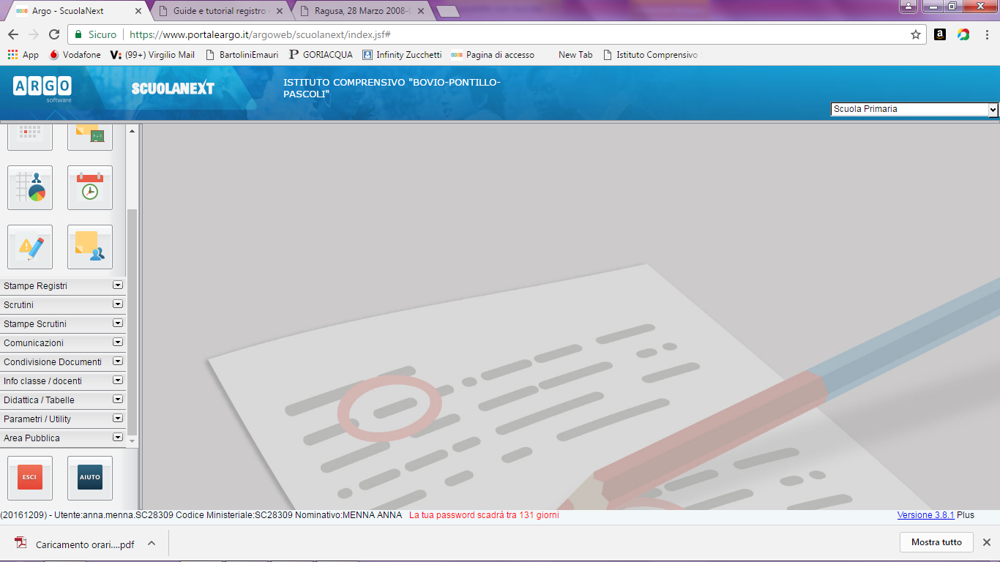 Argo - ScuolaNext
Guide e tutorial registro
Ragusa, 28 Marzo 2008-
Sicuro
https://www.portaleargo.it/argoweb/scuolanext/index.jsf#
App
Vodafone
(99+) Virgilio Mail
BartoliniEmauri
GORIACQUA
Infinity Zucchetti
Pagina di accesso
New Tab
Istituto Comprensivo
ARGO
software
SCUOLANEXT
ISTITUTO COMPRENSIVO "BOVIO-PONTILLO-
PASCOLI"
Scuola Primaria
Stampe Registri
Scrutini
Stampe Scrutini
Comunicazioni
Condivisione Documenti
Info classe / docenti
Didattica / Tabelle
Parametri / Utility
Area Pubblica
ESCI
AIUTO
(20161209) - Utente:anna.menna.SC28309 Codice Ministeriale:SC28309 Nominativo:MENNA ANNA La tua password scadrà tra 131 giorni
Versione 3.8.1 Plus
Caricamento orari....pdf
Mostra tutto